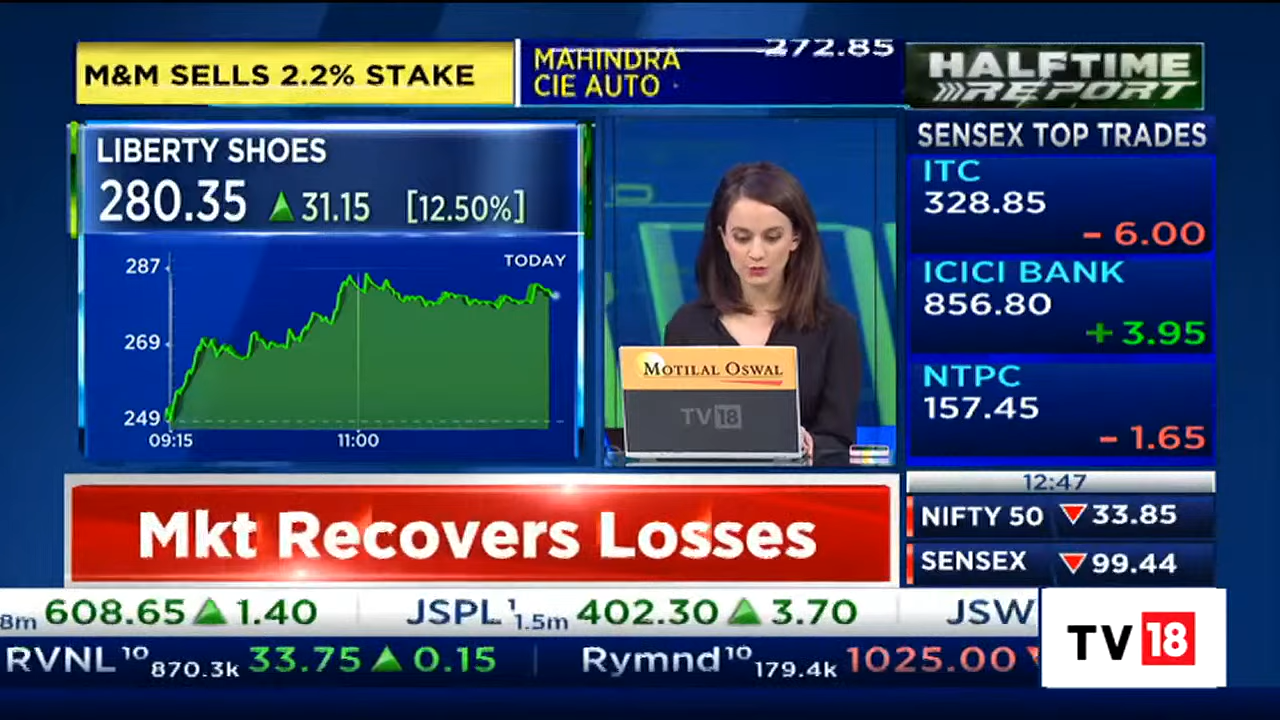 M&M SELLS 2.2% STAKE
MAHINDRA
CIE AUTO
272.85
HALFTIME
REPORT
LIBERTY SHOES
280.35 ▲ 31.15 [12.50%]
TODAY
287
269
249
09:15
11:00
MOTILAL OSWAL
TV18
SENSEX TOP TRADES
ITC
328.85
- 6.00
ICICI BANK
856.80
+ 3.95
NTPC
157.45
- 1.65
12:47
NIFTY 50 ▼ 33.85
SENSEX ▼ 99.44
Mkt Recovers Losses
8m 608.65 ▲ 1.40 JSPL 1 1.5m 402.30 ▲ 3.70 JSW
RVNL 10 870.3k 33.75 ▲ 0.15 Rymnd 10 179.4k 1025.00 ▼
TV18